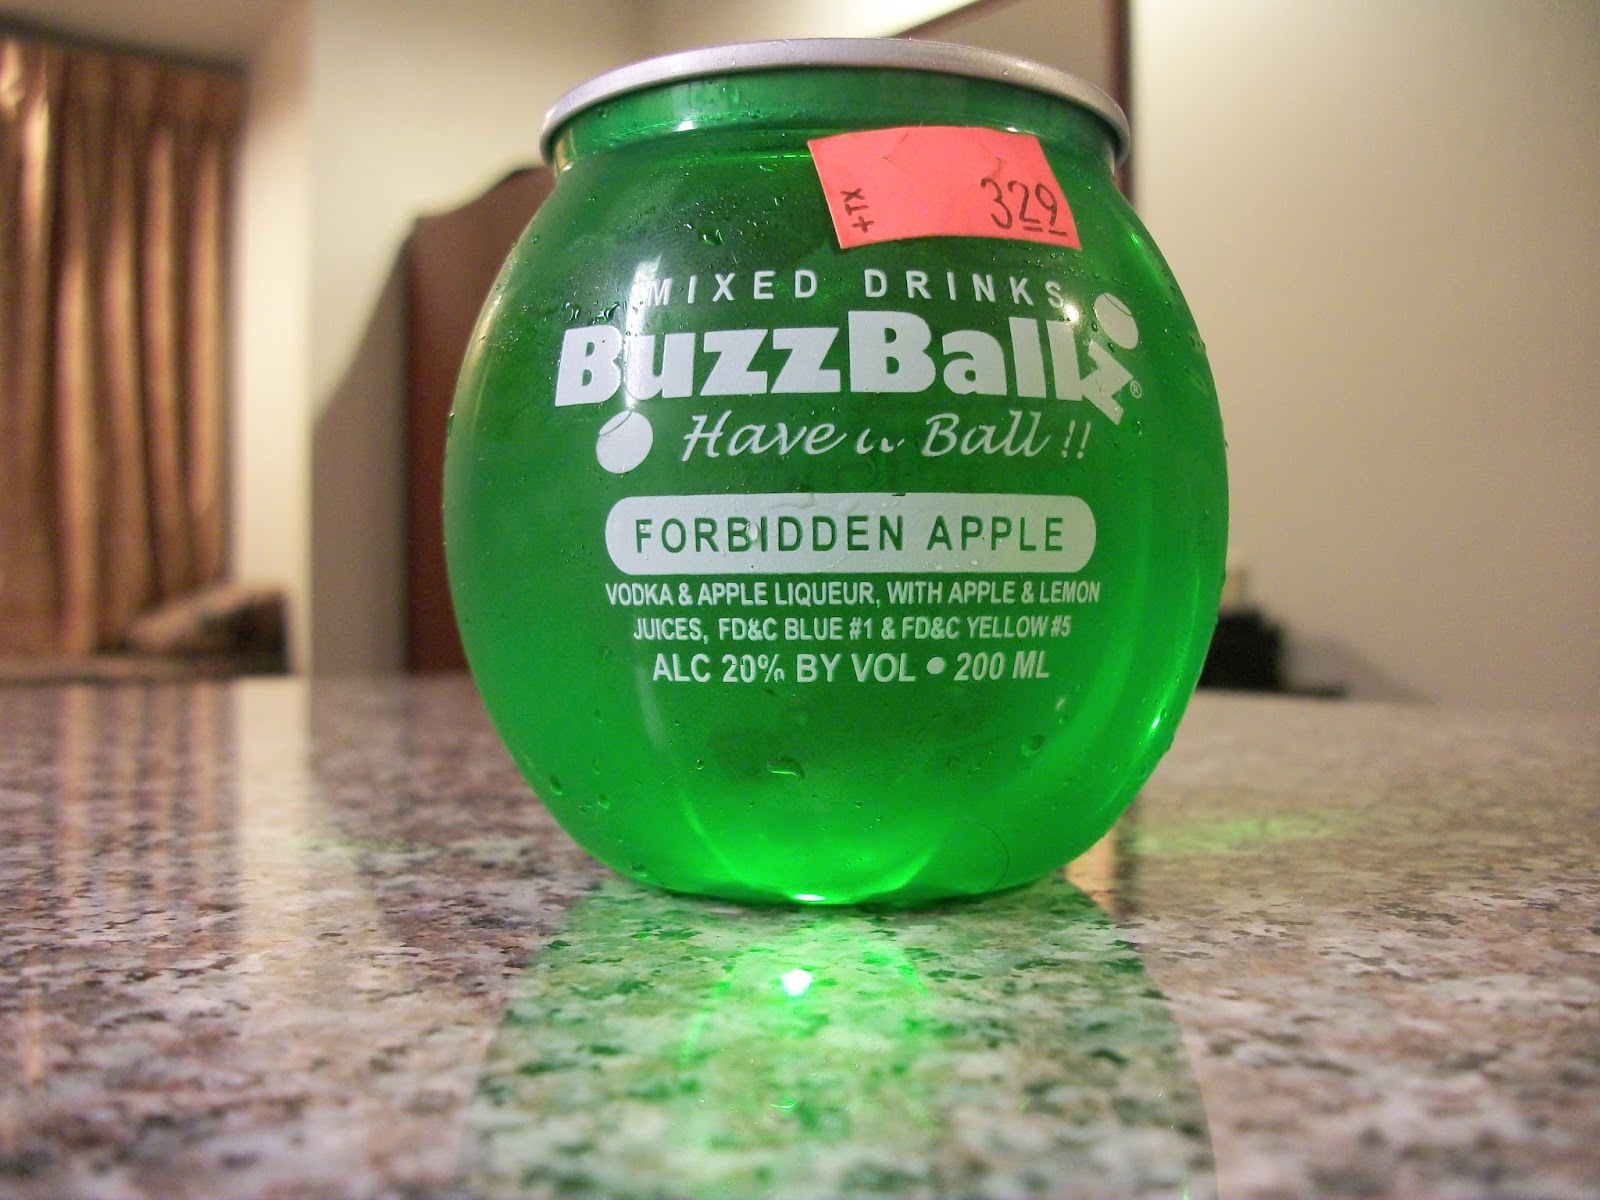 +TX 329
MIXED DRINKS
BuzzBallz®
Have a Ball!!
FORBIDDEN APPLE
VODKA & APPLE LIQUEUR, WITH APPLE & LEMON
JUICES, FD&C BLUE #1 & FD&C YELLOW #5
ALC 20% BY VOL • 200 ML